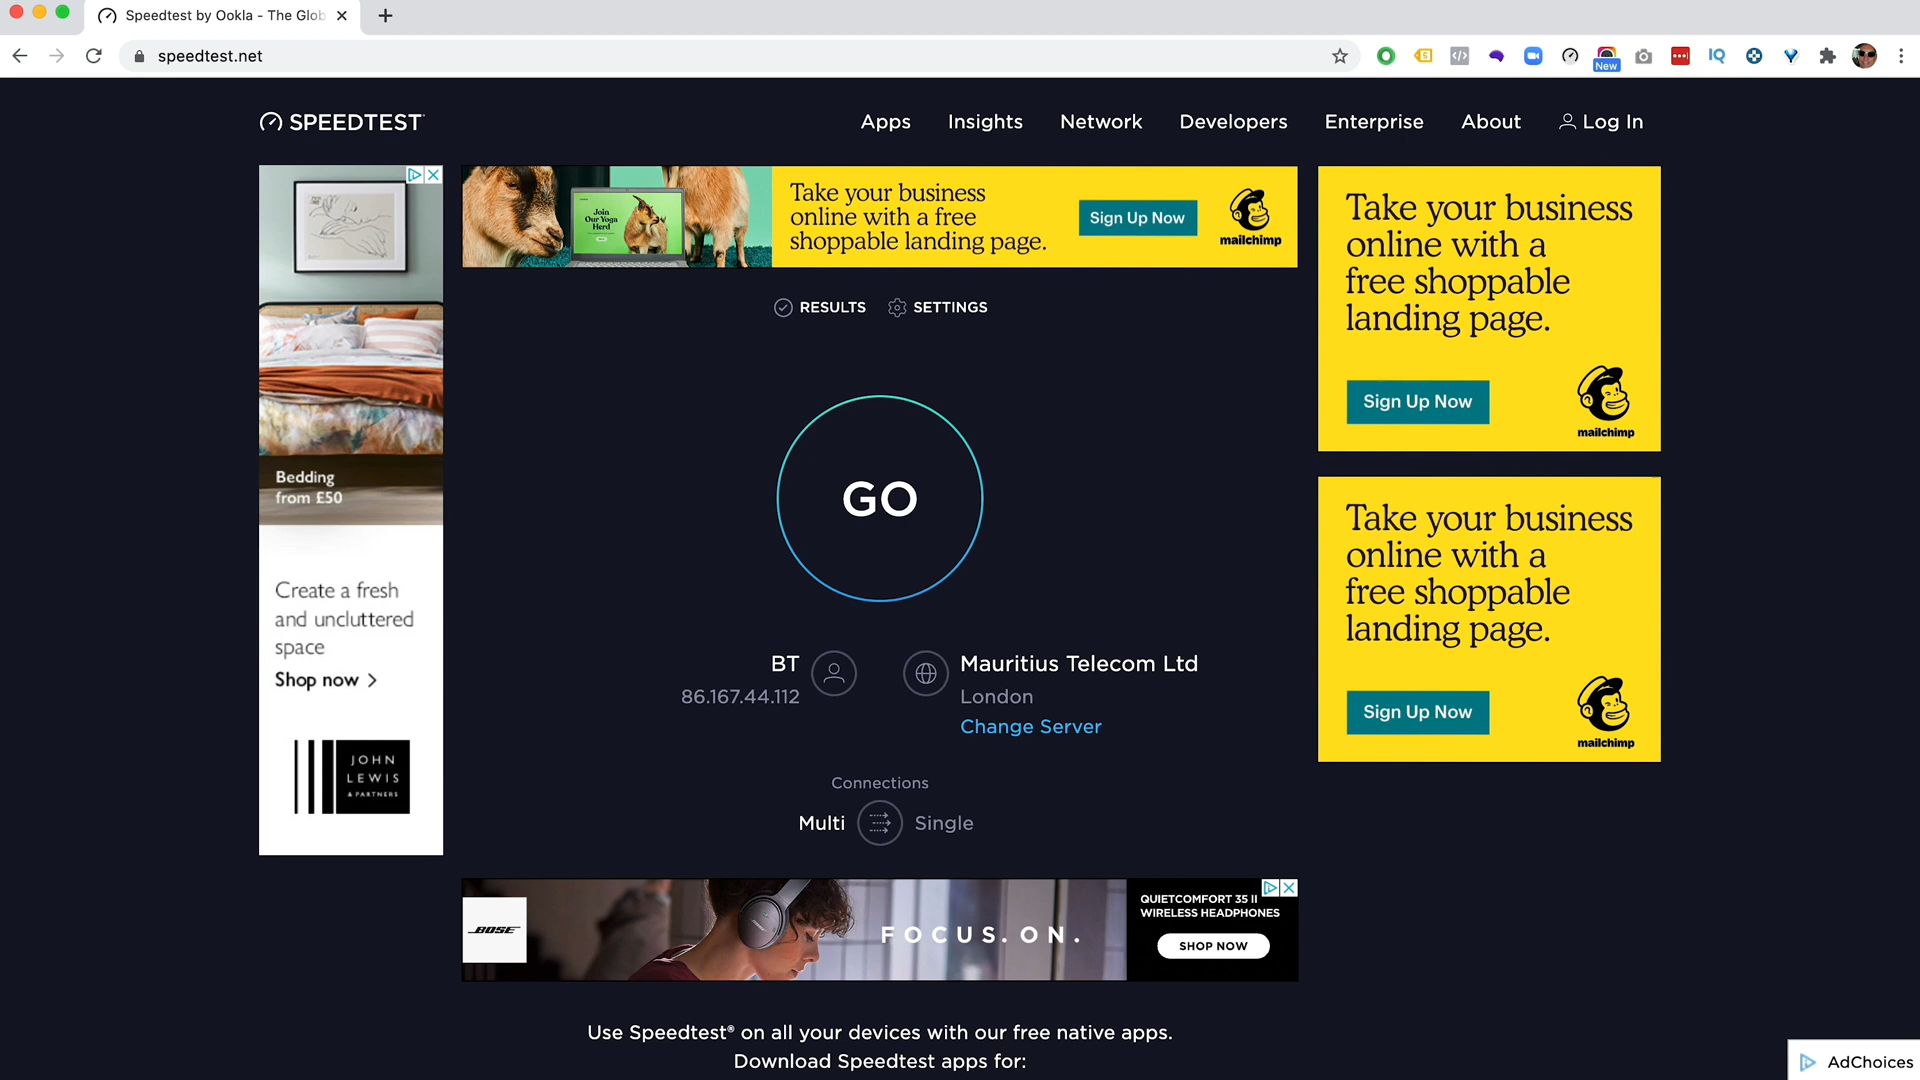 Speedtest by Ookla - The Glob
speedtest.net
New
SPEEDTEST
Apps
Insights
Network
Developers
Enterprise
About
Log In
Join
Our Yoga
Herd
Take your business
online with a free
shoppable landing page.
Sign Up Now
mailchimp
Take your business
online with a
free shoppable
landing page.
Sign Up Now
mailchimp
RESULTS
SETTINGS
GO
Bedding
from £50
Create a fresh
and uncluttered
space
Shop now >
JOHN
LEWIS
& PARTNERS
Take your business
online with a
free shoppable
landing page.
Sign Up Now
mailchimp
BT
86.167.44.112
Mauritius Telecom Ltd
London
Change Server
Connections
Multi
Single
BOSE
FOCUS. ON.
QUIETCOMFORT 35 II
WIRELESS HEADPHONES
SHOP NOW
Use Speedtest® on all your devices with our free native apps.
Download Speedtest apps for:
AdChoices